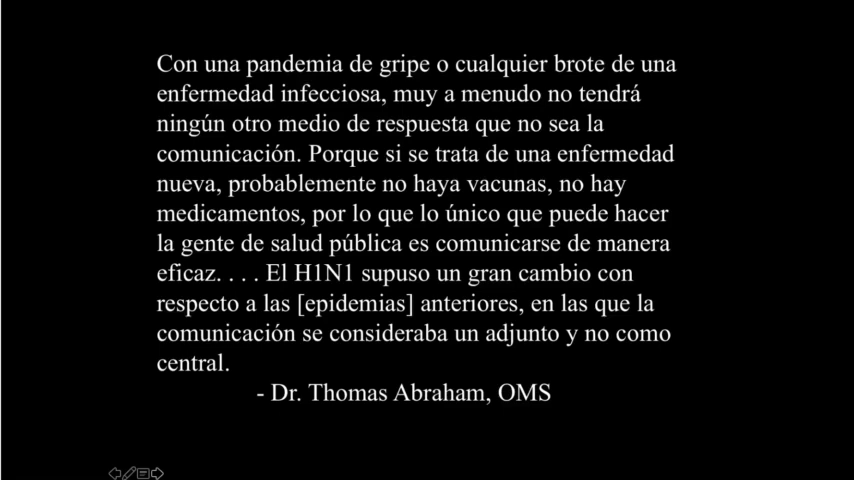 Con una pandemia de gripe o cualquier brote de una
enfermedad infecciosa, muy a menudo no tendrá
ningún otro medio de respuesta que no sea la
comunicación. Porque si se trata de una enfermedad
nueva, probablemente no haya vacunas, no hay
medicamentos, por lo que lo único que puede hacer
la gente de salud pública es comunicarse de manera
eficaz. . . . El H1N1 supuso un gran cambio con
respecto a las [epidemias] anteriores, en las que la
comunicación se consideraba un adjunto y no como
central.
- Dr. Thomas Abraham, OMS